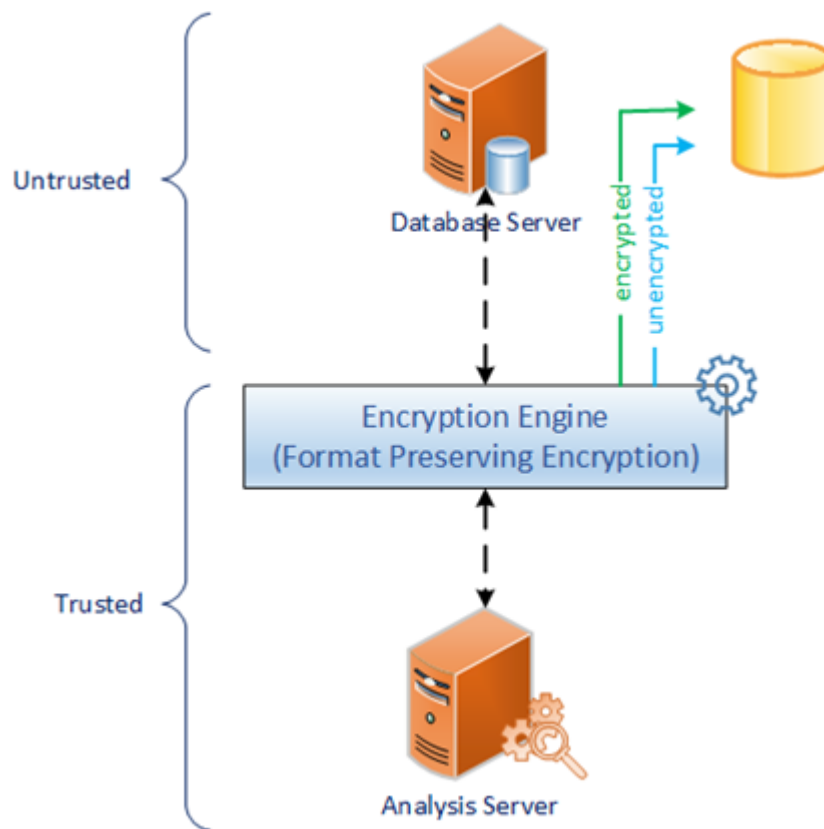 Untrusted
Database Server
encrypted
unencrypted
Encryption Engine
(Format Preserving Encryption)
Trusted
Analysis Server